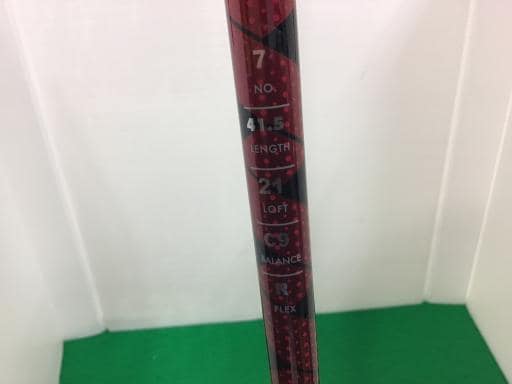 7
NO.
41.5
LENGTH
21
LOFT
C9
BALANCE
R
FLEX